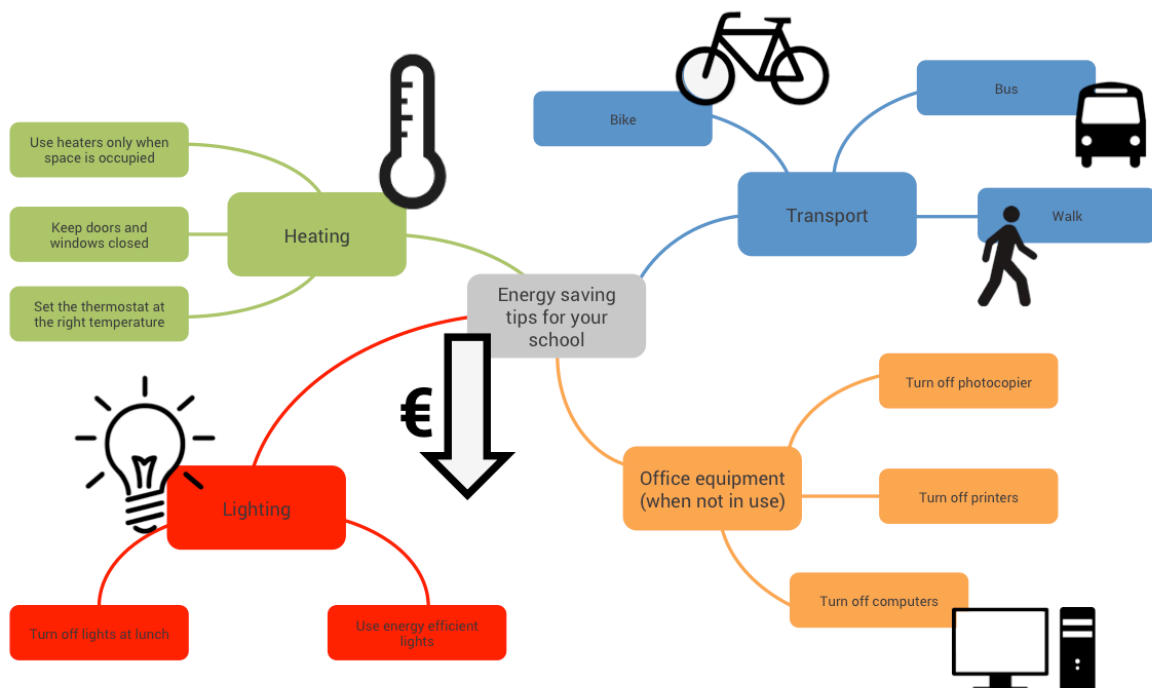 Bike
Bus
Use heaters only when
space is occupied
Heating
Transport
Walk
Keep doors and
windows closed
Set the thermostat at
the right temperature
Energy saving
tips for your
school
€
Turn off photocopier
Office equipment
(when not in use)
Turn off printers
Lighting
Turn off computers
Turn off lights at lunch
Use energy efficient
lights